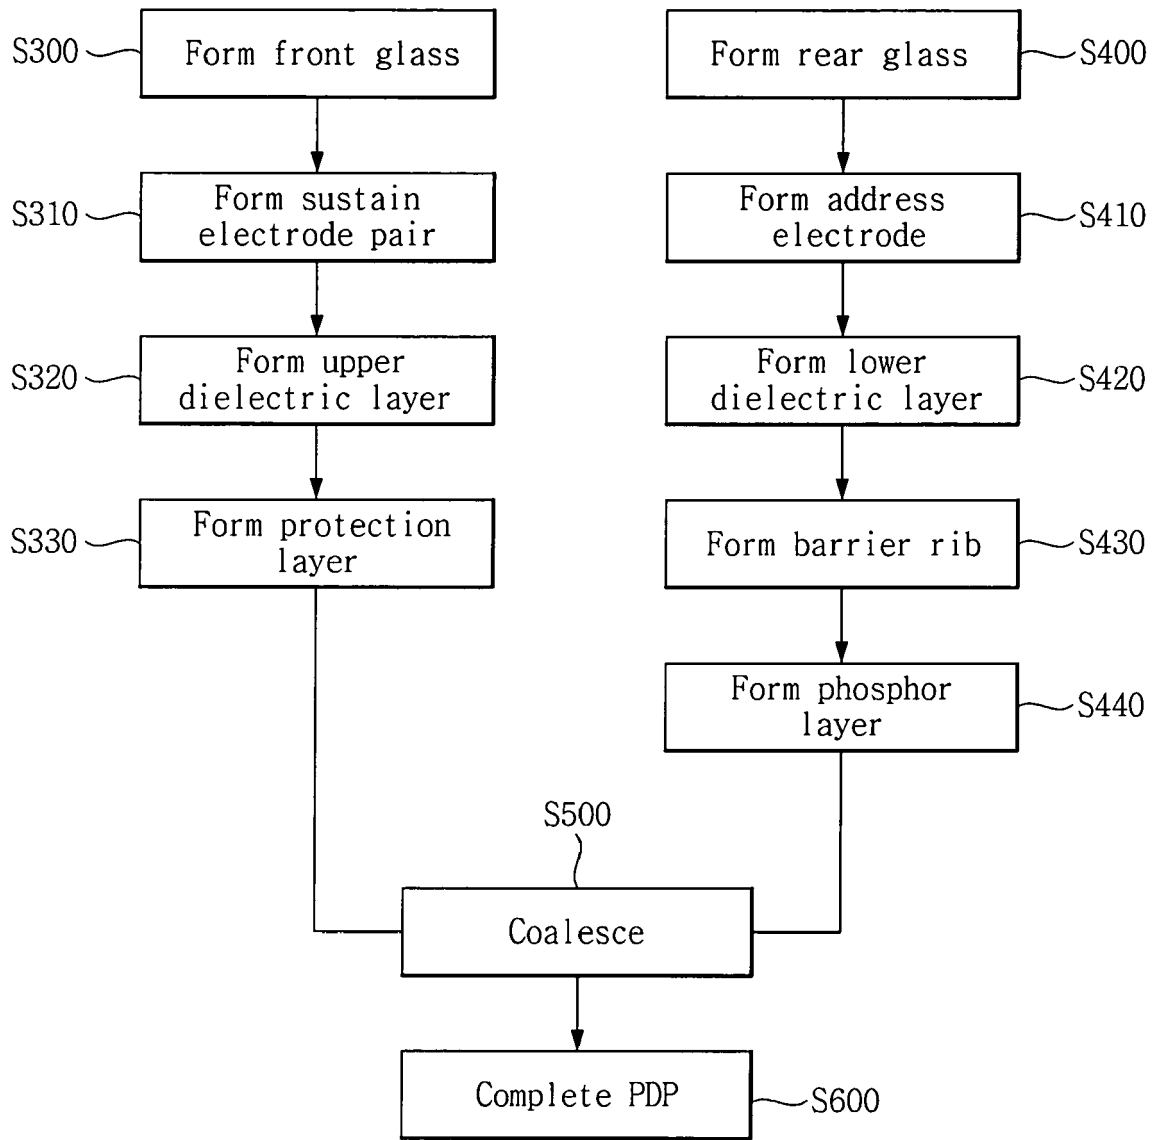 S300
Form front glass
S310
Form sustain
electrode pair
S320
Form upper
dielectric layer
S330
Form protection
layer
Form rear glass
S400
Form address
electrode
S410
Form lower
dielectric layer
S420
Form barrier rib
S430
Form phosphor
layer
S440
S500
Coalesce
Complete PDP
S600